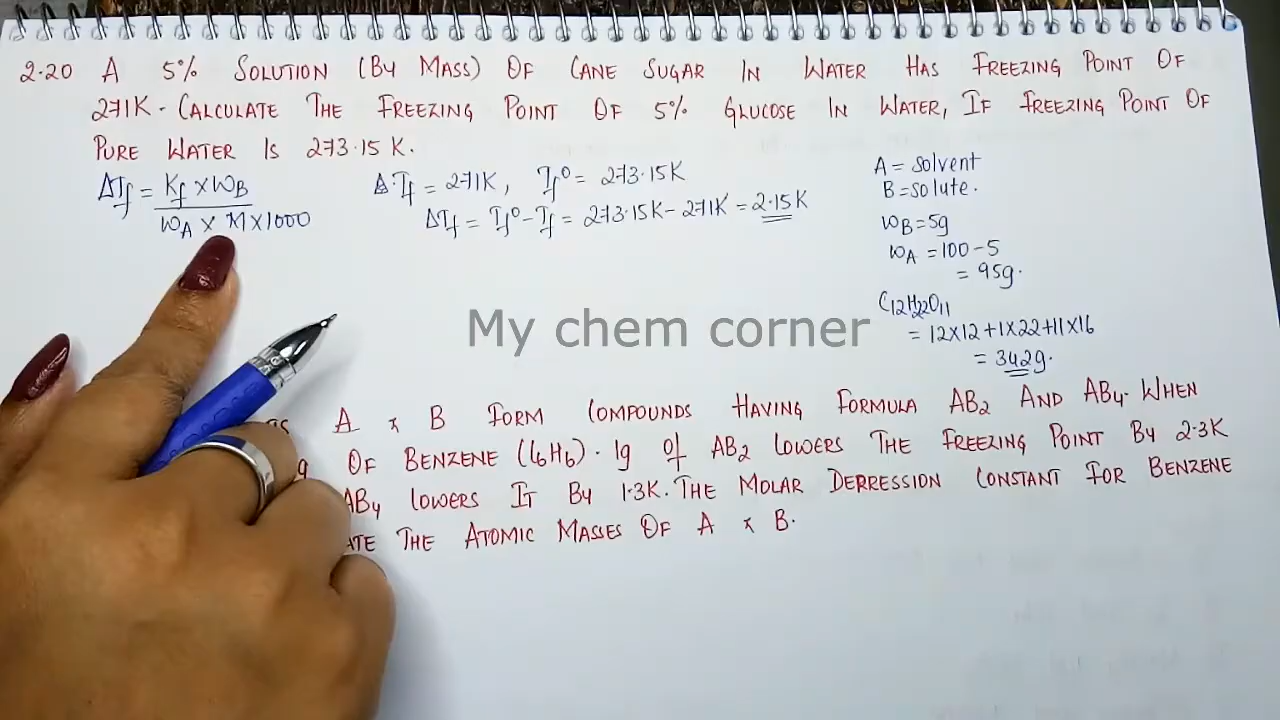 2.20 A 5% SOLUTION (BY MASS) OF CANE SUGAR IN WATER HAS FREEZING POINT OF
271K. CALCULATE THE FREEZING POINT OF 5% GLUCOSE IN WATER, IF FREEZING POINT OF
PURE WATER IS 273.15 K.
ΔTf = Kf × WB
WA × M × 1000
ΔTf = 271K, Tf° = 273.15K
ΔTf = Tf° - Tf = 273.15K - 271K = 2.15K
A = Solvent
B = Solute.
WB = 5g
WA = 100 - 5
= 95g.
C12H22O11
= 12×12 + 1×22 + 11×16
= 342g.
My chem corner
A & B FORM COMPOUNDS HAVING FORMULA AB2 AND AB4. WHEN
OF BENZENE (C6H6). 1g Of AB2 LOWERS THE FREEZING POINT BY 2.3K
AB4 LOWERS IT BY 1.3K. THE MOLAR DEPRESSION CONSTANT FOR BENZENE
THE ATOMIC MASSES OF A & B.